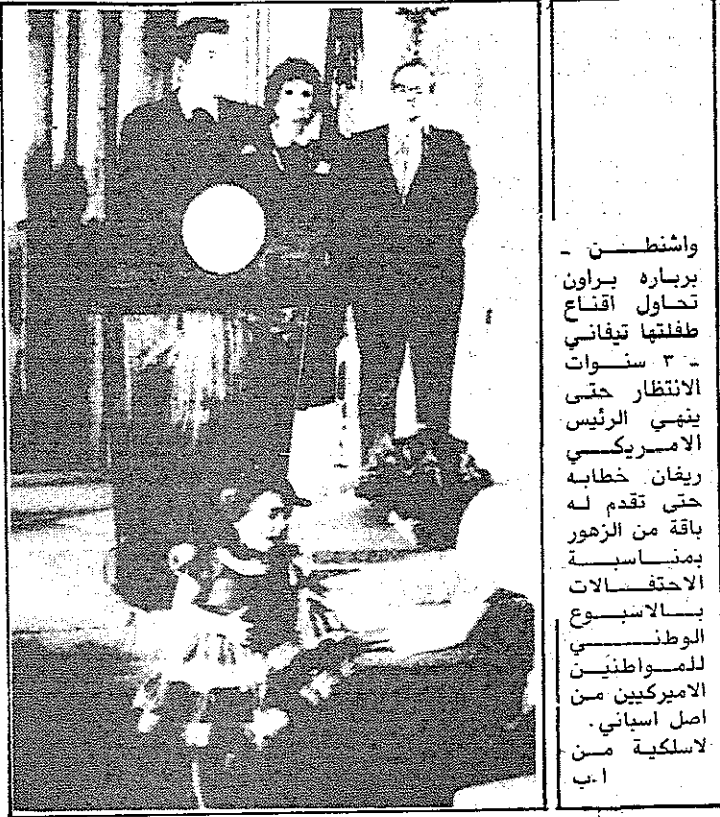 واشنطن -
برباره براون
تحاول اقناع
طفلتها تيفاني
- ٣ سنوات
الانتظار حتى
ينهي الرئيس
الامريكي
ريغان خطابه
حتى تقدم له
باقة من الزهور
بمناسبة
الاحتفالات
بالاسبوع
الوطني
للمواطنين
الاميركيين من
اصل اسباني.
لاسلكية من
ا.ب